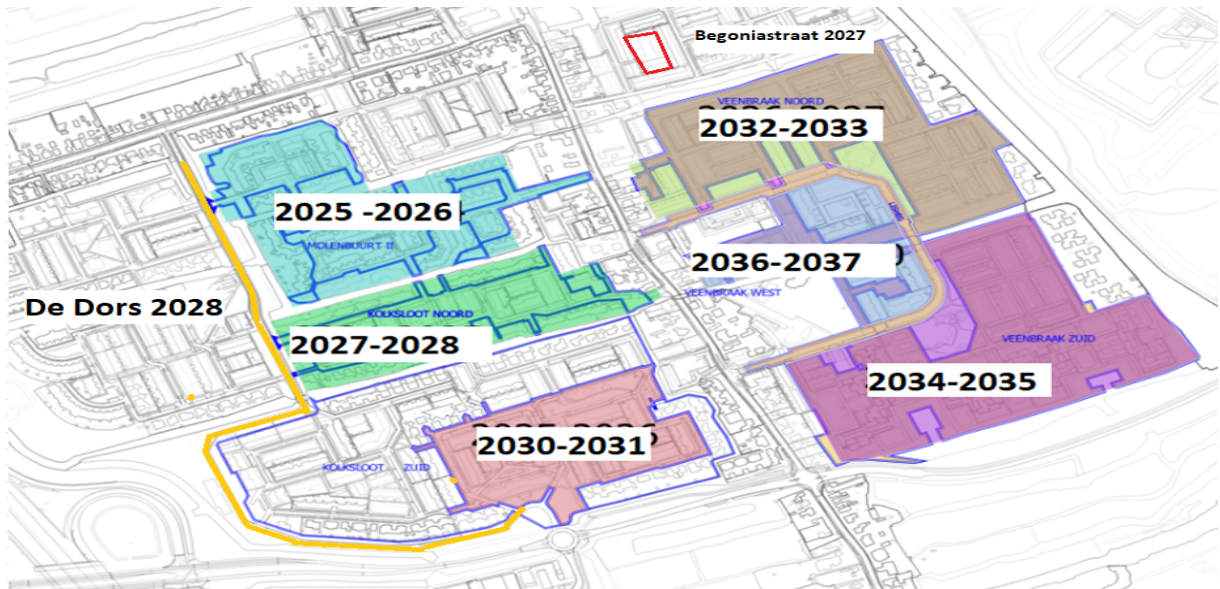 Begoniastraat 2027
VEENBRAAK NOORD
2032-2033
2025 -2026
MOLENBUURT II
2036-2037
VEENBRAAK WEST
De Dors 2028
KOLKSLOOT NOORD
2027-2028
VEENBRAAK ZUID
2034-2035
2030-2031
KOLKSLOOT ZUID